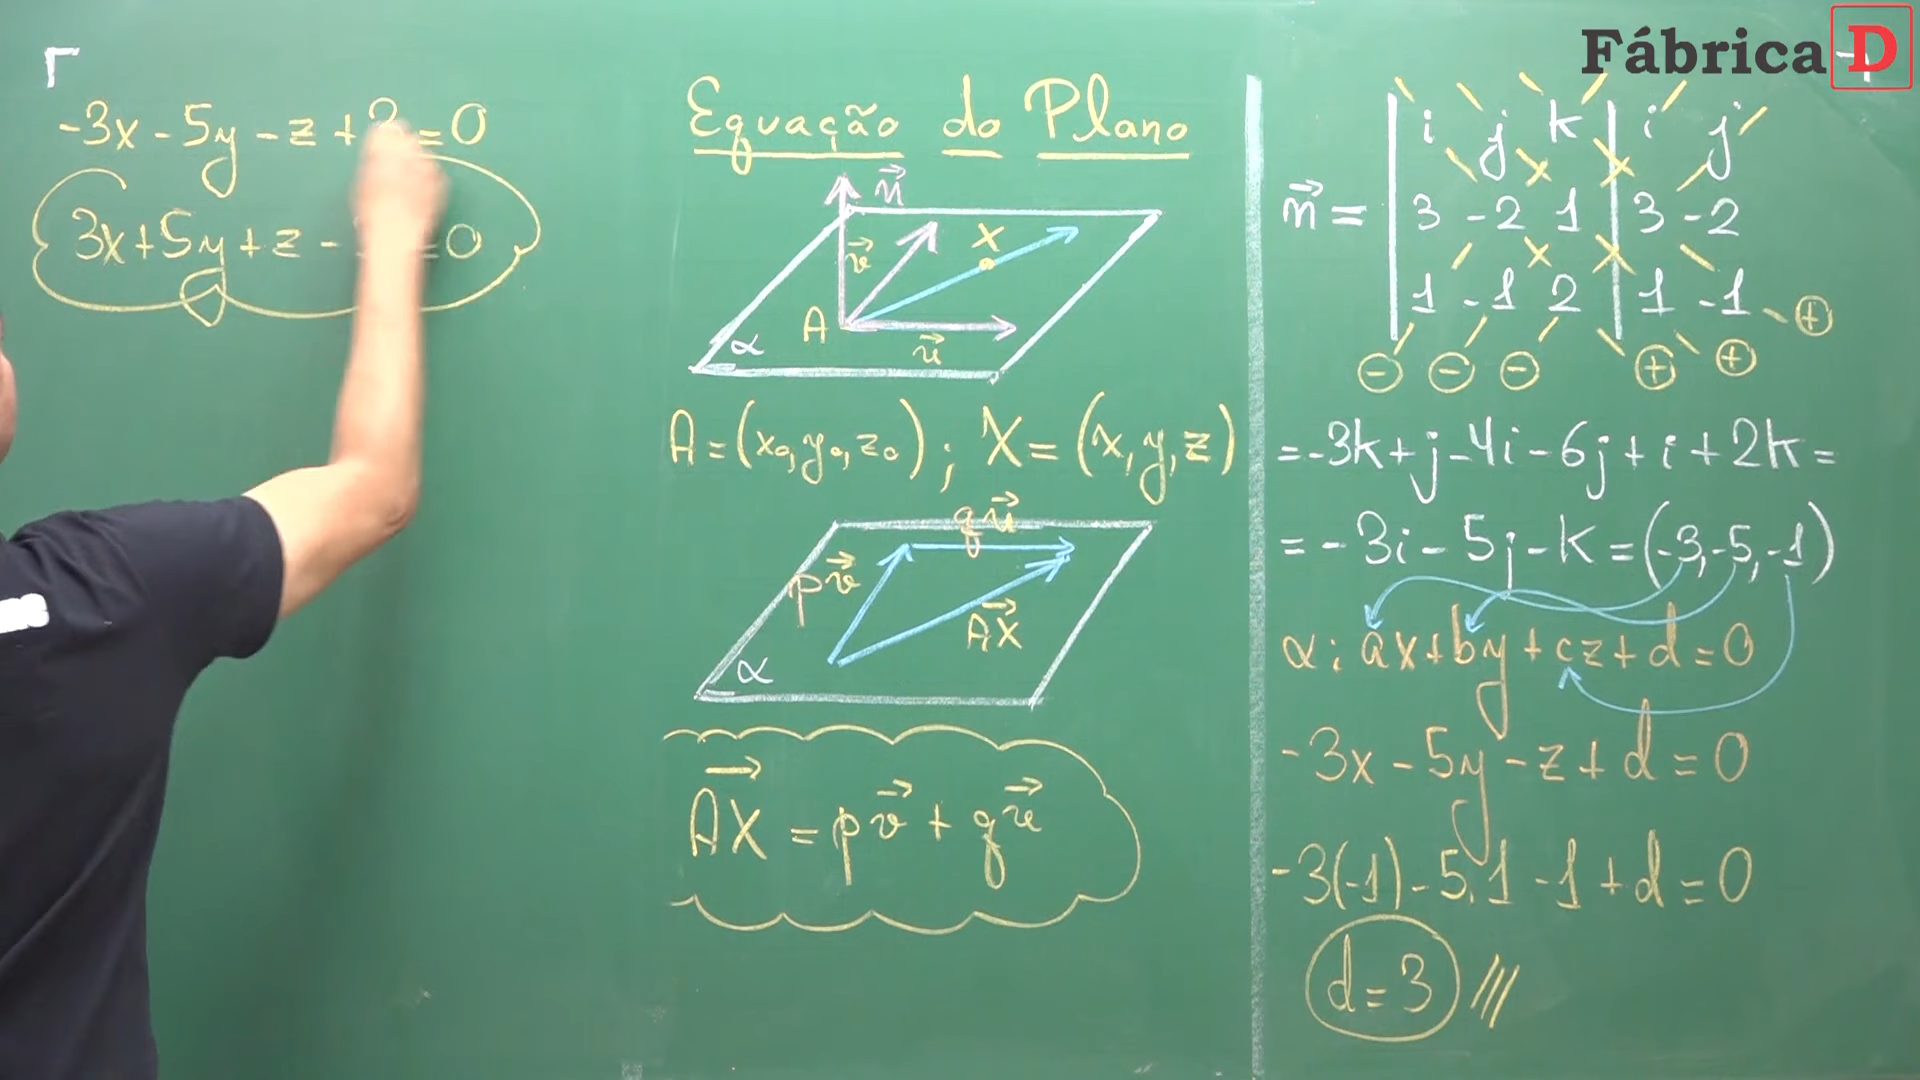 Fábrica D
-3x - 5y - z + 3 = 0
3x + 5y + z - = 0
Equação do Plano
n⃗
v⃗
X
A
α
u⃗
A = (x₀, y₀, z₀) ; X = (x, y, z)
qu⃗
pv⃗
AX⃗
α
AX⃗ = pv⃗ + qu⃗
i j k i j
n⃗ = 3 -2 1 3 -2
1 -1 2 1 -1
- - - + + +
= -3k + j - 4i - 6j + i + 2k =
= -3i - 5j - k = (-3, -5, -1)
α: ax + by + cz + d = 0
-3x - 5y - z + d = 0
-3(-1) - 5.1 - 1 + d = 0
d = 3 ///